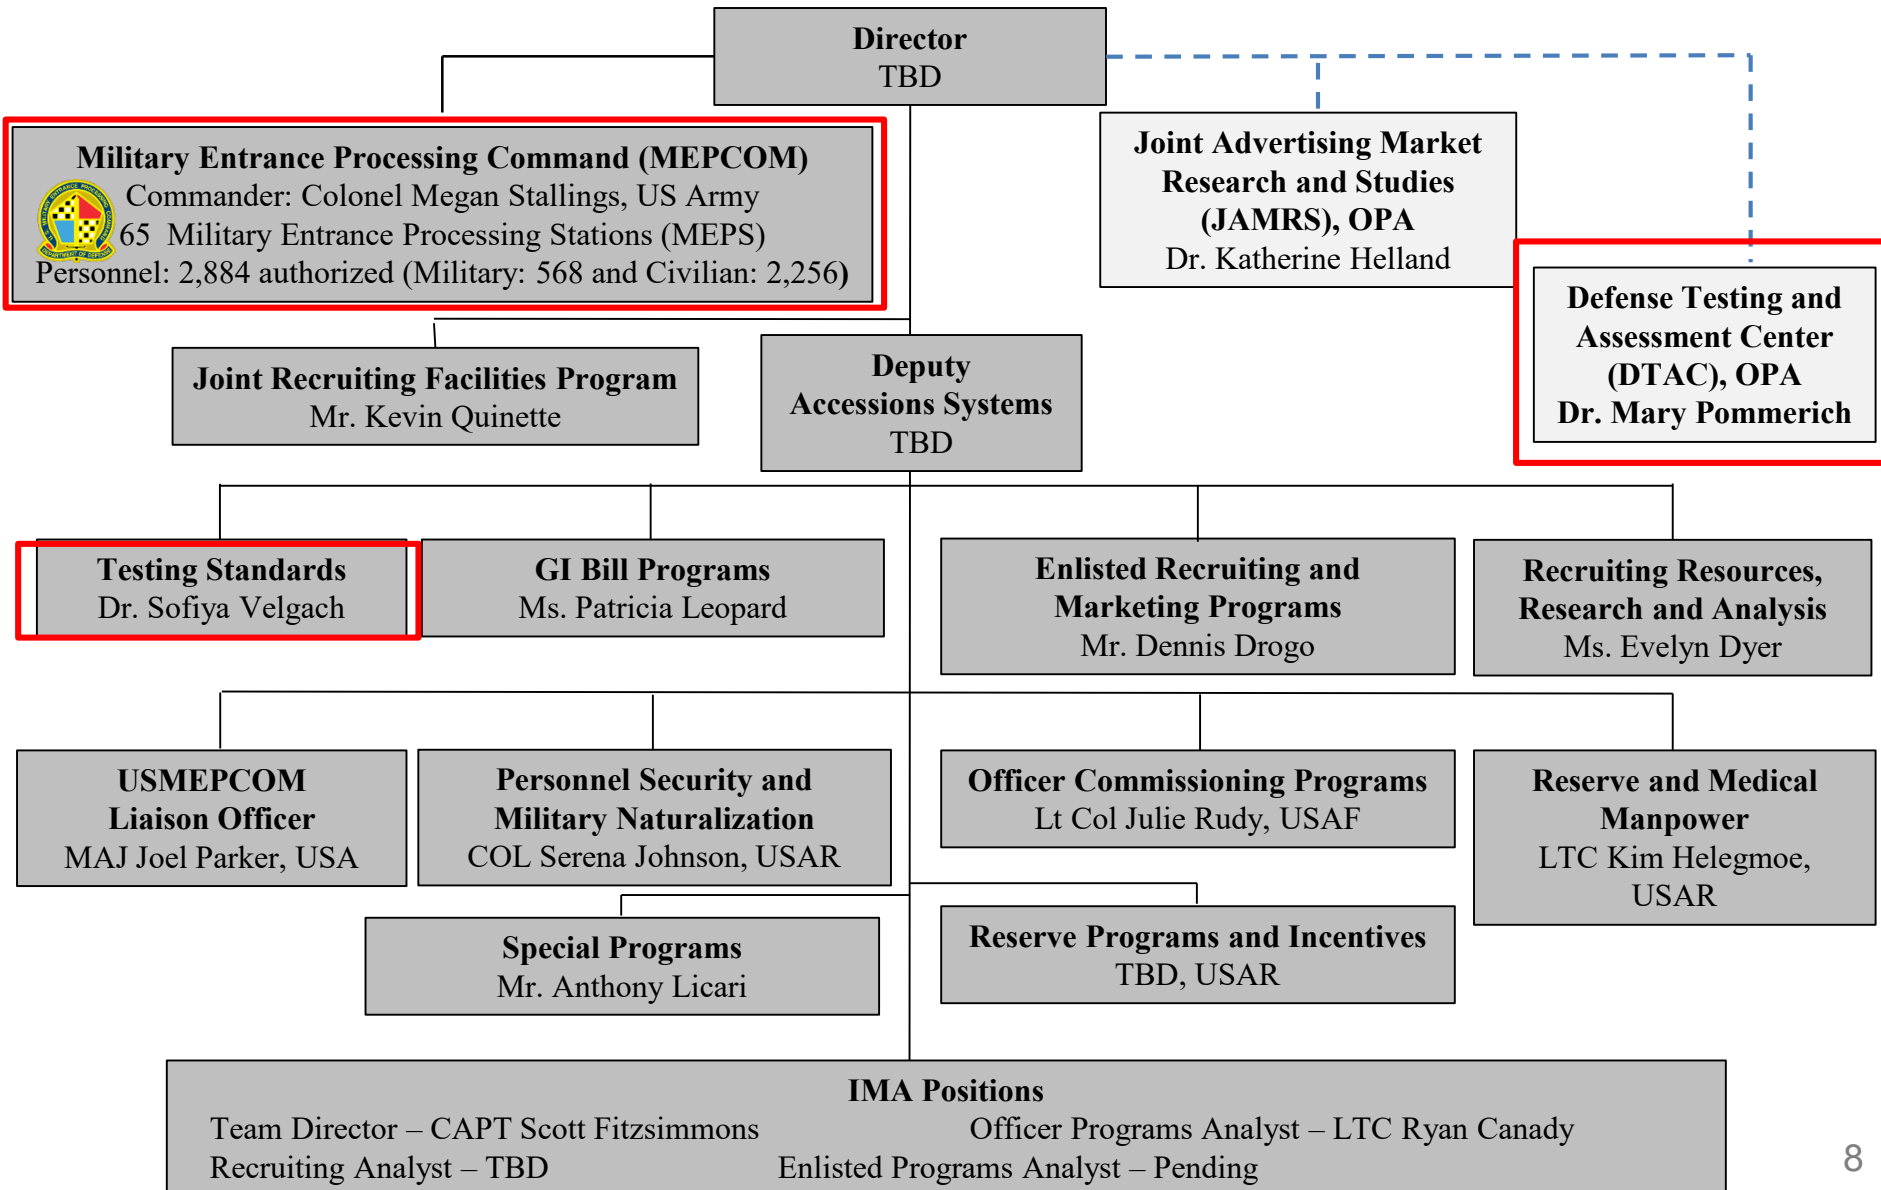 Director
TBD
Military Entrance Processing Command (MEPCOM)
Commander: Colonel Megan Stallings, US Army
65 Military Entrance Processing Stations (MEPS)
Personnel: 2,884 authorized (Military: 568 and Civilian: 2,256)
Joint Advertising Market
Research and Studies
(JAMRS), OPA
Dr. Katherine Helland
Defense Testing and
Assessment Center
(DTAC), OPA
Dr. Mary Pommerich
Joint Recruiting Facilities Program
Mr. Kevin Quinette
Deputy
Accessions Systems
TBD
Testing Standards
Dr. Sofiya Velgach
GI Bill Programs
Ms. Patricia Leopard
Enlisted Recruiting and
Marketing Programs
Mr. Dennis Drogo
Recruiting Resources,
Research and Analysis
Ms. Evelyn Dyer
USMEPCOM
Liaison Officer
MAJ Joel Parker, USA
Personnel Security and
Military Naturalization
COL Serena Johnson, USAR
Officer Commissioning Programs
Lt Col Julie Rudy, USAF
Reserve and Medical
Manpower
LTC Kim Helegmoe,
USAR
Special Programs
Mr. Anthony Licari
Reserve Programs and Incentives
TBD, USAR
IMA Positions
Team Director – CAPT Scott Fitzsimmons Officer Programs Analyst – LTC Ryan Canady
Recruiting Analyst – TBD Enlisted Programs Analyst – Pending
8